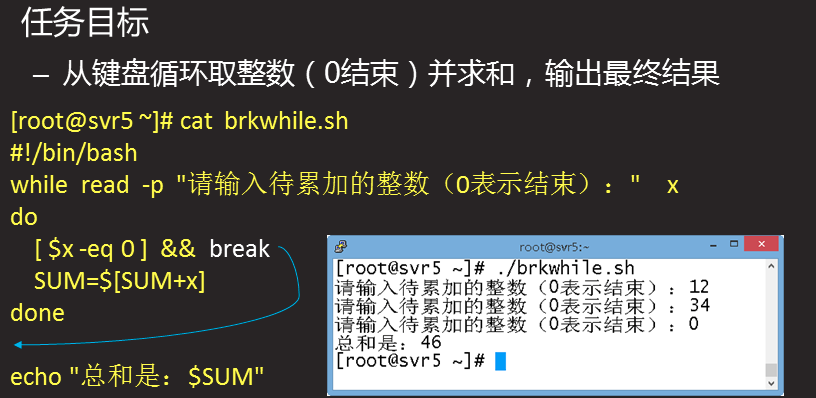 任务目标
– 从键盘循环取整数（0结束）并求和，输出最终结果
[root@svr5 ~]# cat brkwhile.sh
#!/bin/bash
while read -p "请输入待累加的整数（0表示结束）：" x
do
[ $x -eq 0 ] && break
SUM=$[SUM+x]
done
echo "总和是：$SUM"
root@svr5:~
[root@svr5 ~]# ./brkwhile.sh
请输入待累加的整数（0表示结束）：12
请输入待累加的整数（0表示结束）：34
请输入待累加的整数（0表示结束）：0
总和是：46
[root@svr5 ~]#